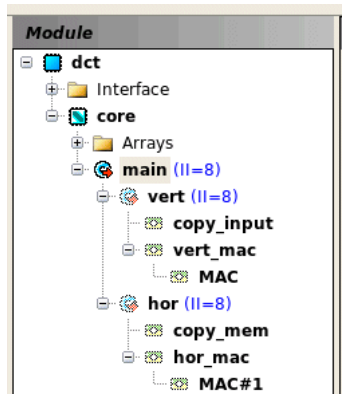 Module
dct
Interface
core
Arrays
main (II=8)
vert (II=8)
copy_input
vert_mac
MAC
hor (II=8)
copy_mem
hor_mac
MAC#1